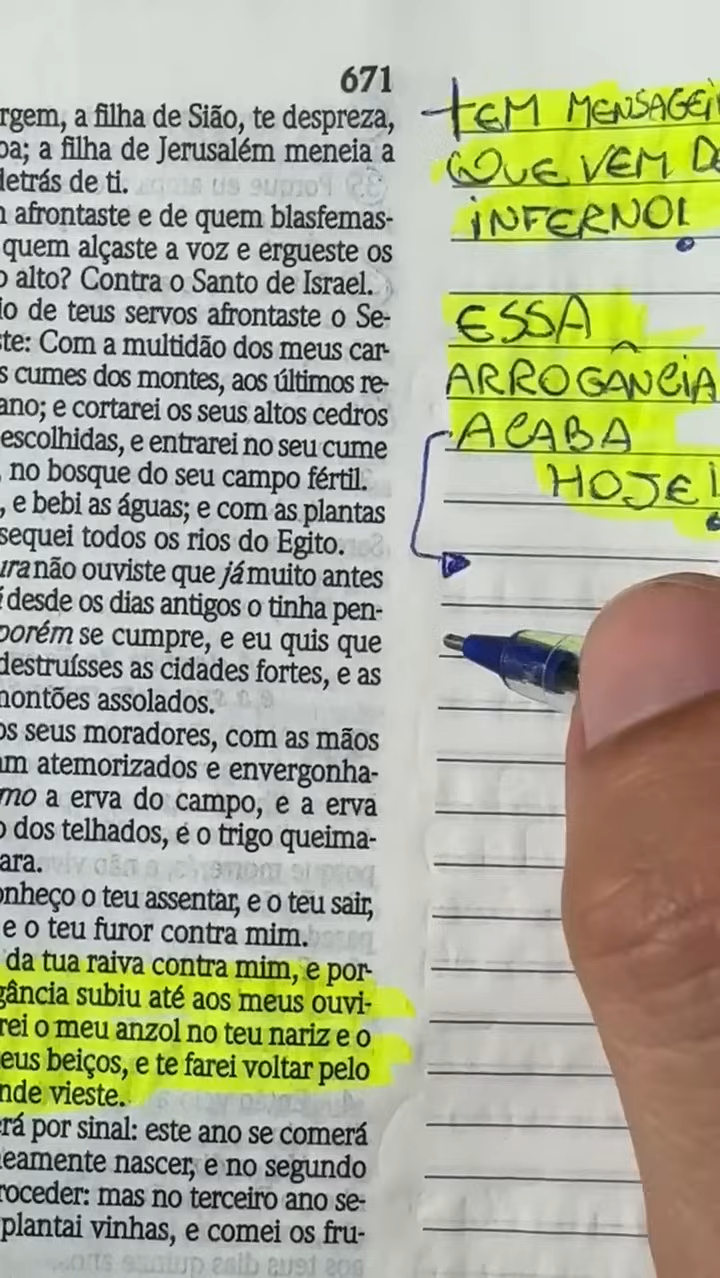 671
rgem, a filha de Sião, te despreza,
a filha de Jerusalém meneia a
detrás de ti.
afrontaste e de quem blasfemas-
quem alçaste a voz e ergueste os
alto? Contra o Santo de Israel.
io de teus servos afrontaste o Se-
ste: Com a multidão dos meus car-
s cumes dos montes, aos últimos re-
ano; e cortarei os seus altos cedros
escolhidas, e entrarei no seu cume
, no bosque do seu campo fértil.
, e bebi as águas; e com as plantas
sequei todos os rios do Egito.
ura não ouviste que já muito antes
desde os dias antigos o tinha pen-
porém se cumpre, e eu quis que
destruísses as cidades fortes, e as
montões assolados.
os seus moradores, com as mãos
am atemorizados e envergonha-
mo a erva do campo, e a erva
dos telhados, e o trigo queima-
ara.
onheço o teu assentar, e o teu sair,
e o teu furor contra mim.
da tua raiva contra mim, e por-
gância subiu até aos meus ouvi-
rei o meu anzol no teu nariz e o
eus beiços, e te farei voltar pelo
nde vieste.
rá por sinal: este ano se comerá
eamente nascer, e no segundo
roceder: mas no terceiro ano se-
plantai vinhas, e comei os fru-
TEM MENSAGEI
QUE VEM DO
INFERNO!
ESSA
ARROGÂNCIA
ACABA
HOJE!